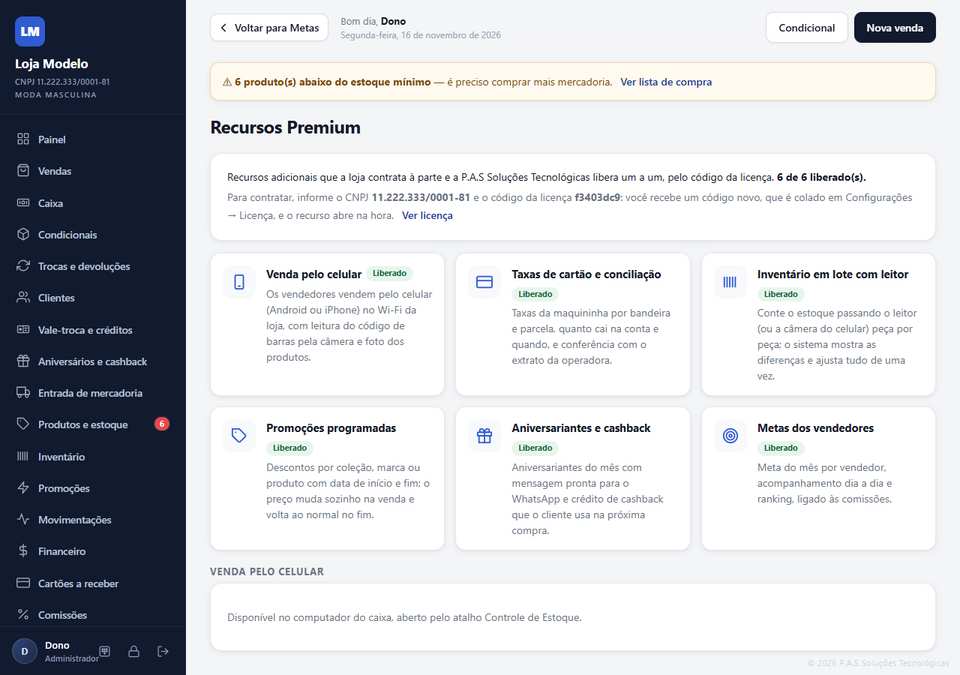 LM
Loja Modelo
CNPJ 11.222.333/0001-81
MODA MASCULINA
Painel
Vendas
Caixa
Condicionais
Trocas e devoluções
Clientes
Vale-troca e créditos
Aniversários e cashback
Entrada de mercadoria
Produtos e estoque 6
Inventário
Promoções
Movimentações
Financeiro
Cartões a receber
Comissões
D
Dono
Administrador
Voltar para Metas
Bom dia, Dono
Segunda-feira, 16 de novembro de 2026
Condicional
Nova venda
⚠ 6 produto(s) abaixo do estoque mínimo — é preciso comprar mais mercadoria. Ver lista de compra
Recursos Premium
Recursos adicionais que a loja contrata à parte e a P.A.S Soluções Tecnológicas libera um a um, pelo código da licença. 6 de 6 liberado(s).
Para contratar, informe o CNPJ 11.222.333/0001-81 e o código da licença f3403dc9: você recebe um código novo, que é colado em Configurações
→ Licença, e o recurso abre na hora. Ver licença
Venda pelo celular Liberado
Os vendedores vendem pelo celular
(Android ou iPhone) no Wi-Fi da
loja, com leitura do código de
barras pela câmera e foto dos
produtos.
Taxas de cartão e conciliação
Liberado
Taxas da maquininha por bandeira
e parcela, quanto cai na conta e
quando, e conferência com o
extrato da operadora.
Inventário em lote com leitor
Liberado
Conte o estoque passando o leitor
(ou a câmera do celular) peça por
peça; o sistema mostra as
diferenças e ajusta tudo de uma
vez.
Promoções programadas
Liberado
Descontos por coleção, marca ou
produto com data de início e fim; o
preço muda sozinho na venda e
volta ao normal no fim.
Aniversariantes e cashback
Liberado
Aniversariantes do mês com
mensagem pronta para o
WhatsApp e crédito de cashback
que o cliente usa na próxima
compra.
Metas dos vendedores
Liberado
Meta do mês por vendedor,
acompanhamento dia a dia e
ranking, ligado às comissões.
VENDA PELO CELULAR
Disponível no computador do caixa, aberto pelo atalho Controle de Estoque.
© 2026 P.A.S Soluções Tecnológicas